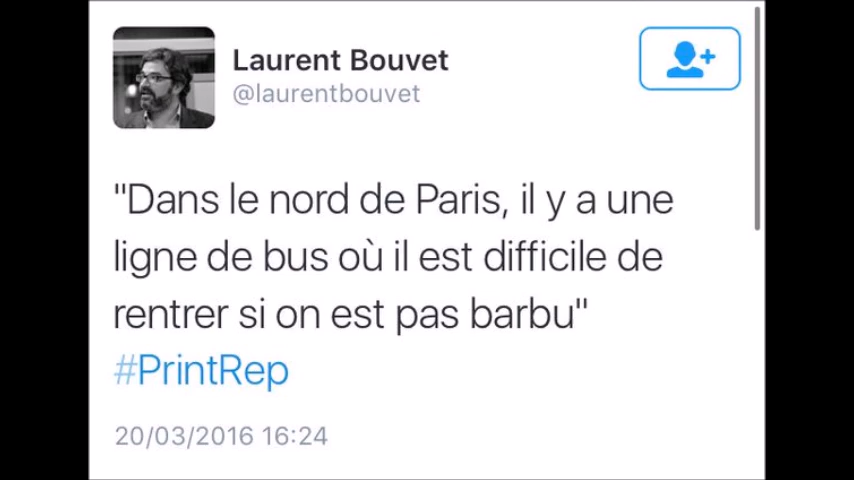 Laurent Bouvet
@laurentbouvet
"Dans le nord de Paris, il y a une
ligne de bus où il est difficile de
rentrer si on est pas barbu"
#PrintRep
20/03/2016 16:24